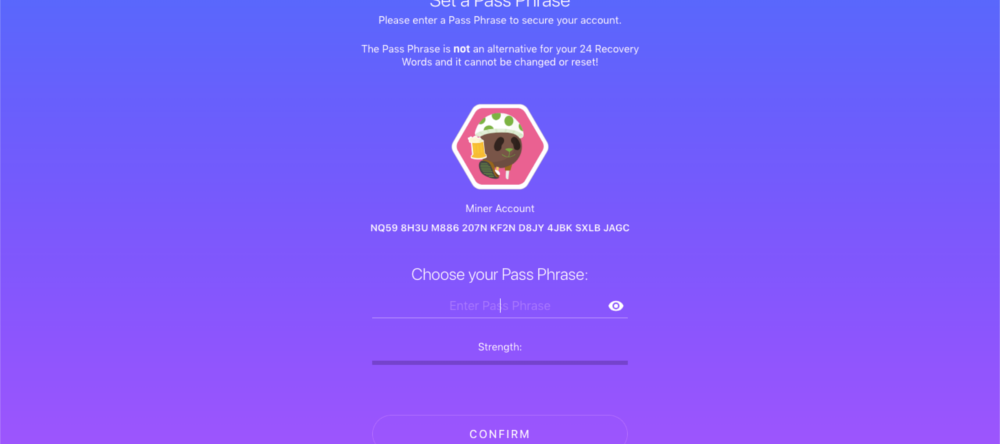 Set a Pass Phrase
Please enter a Pass Phrase to secure your account.
The Pass Phrase is not an alternative for your 24 Recovery
Words and it cannot be changed or reset!
Miner Account
NQ59 8H3U M886 207N KF2N D8JY 4JBK SXLB JAGC
Choose your Pass Phrase:
Enter Pass Phrase
Strength:
CONFIRM